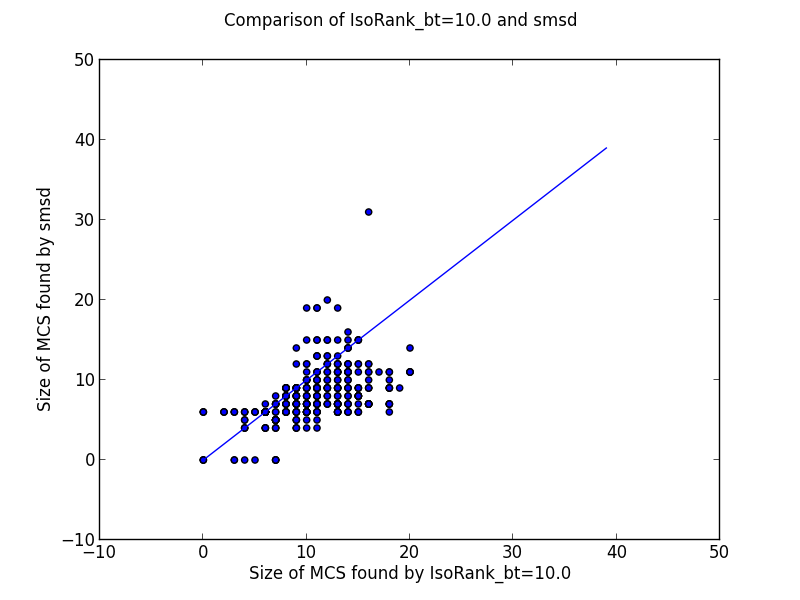 Comparison of IsoRank_bt=10.0 and smsd
50
40
30
20
10
0
−10
−10 0 10 20 30 40 50
Size of MCS found by smsd
Size of MCS found by IsoRank_bt=10.0